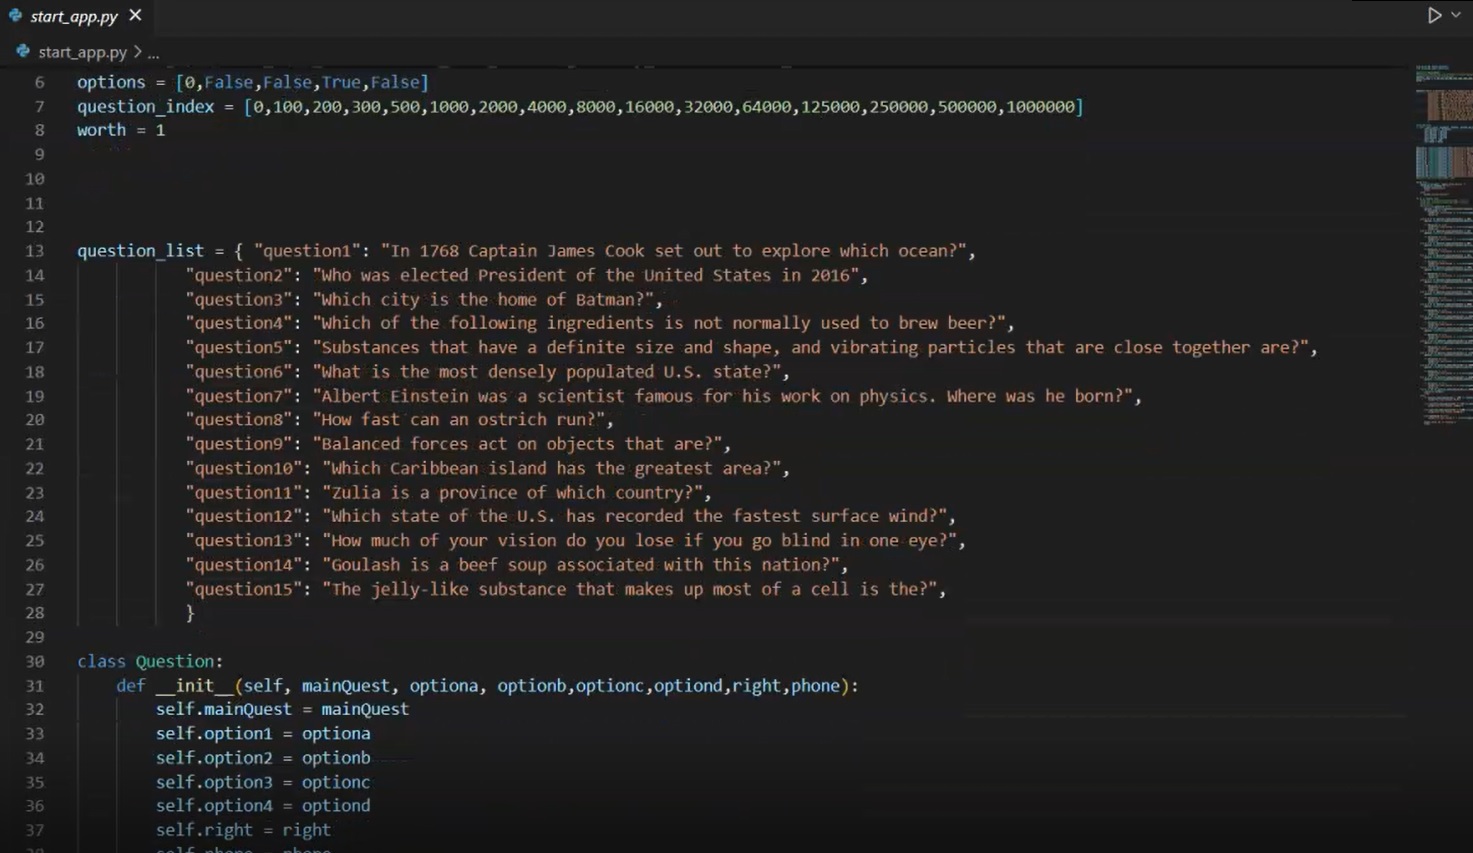 start_app.py ×
start_app.py > ...
6 options = [0,False,False,True,False]
7 question_index = [0,100,200,300,500,1000,2000,4000,8000,16000,32000,64000,125000,250000,500000,1000000]
8 worth = 1
9
10
11
12
13 question_list = { "question1": "In 1768 Captain James Cook set out to explore which ocean?",
14 "question2": "Who was elected President of the United States in 2016",
15 "question3": "Which city is the home of Batman?",
16 "question4": "Which of the following ingredients is not normally used to brew beer?",
17 "question5": "Substances that have a definite size and shape, and vibrating particles that are close together are?",
18 "question6": "What is the most densely populated U.S. state?",
19 "question7": "Albert Einstein was a scientist famous for his work on physics. Where was he born?",
20 "question8": "How fast can an ostrich run?",
21 "question9": "Balanced forces act on objects that are?",
22 "question10": "Which Caribbean island has the greatest area?",
23 "question11": "Zulia is a province of which country?",
24 "question12": "Which state of the U.S. has recorded the fastest surface wind?",
25 "question13": "How much of your vision do you lose if you go blind in one eye?",
26 "question14": "Goulash is a beef soup associated with this nation?",
27 "question15": "The jelly-like substance that makes up most of a cell is the?",
28 }
29
30 class Question:
31 def __init__(self, mainQuest, optiona, optionb,optionc,optiond,right,phone):
32 self.mainQuest = mainQuest
33 self.option1 = optiona
34 self.option2 = optionb
35 self.option3 = optionc
36 self.option4 = optiond
37 self.right = right